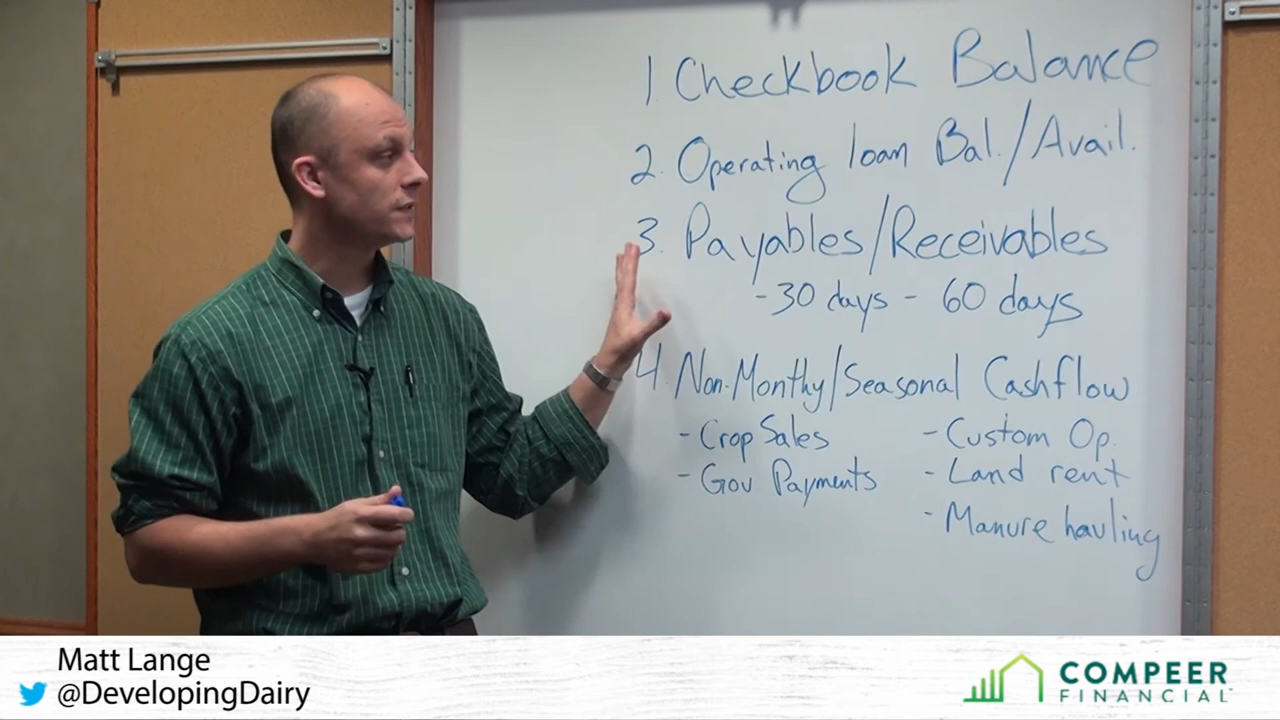 1 Checkbook Balance
2. Operating loan Bal./Avail.
3. Payables/Receivables
- 30 days - 60 days
4. Non-Monthy/Seasonal Cashflow
- Crop Sales
- Gov Payments
- Custom Op.
- Land rent
- Manure hauling
Matt Lange
@DevelopingDairy
COMPEER
FINANCIAL